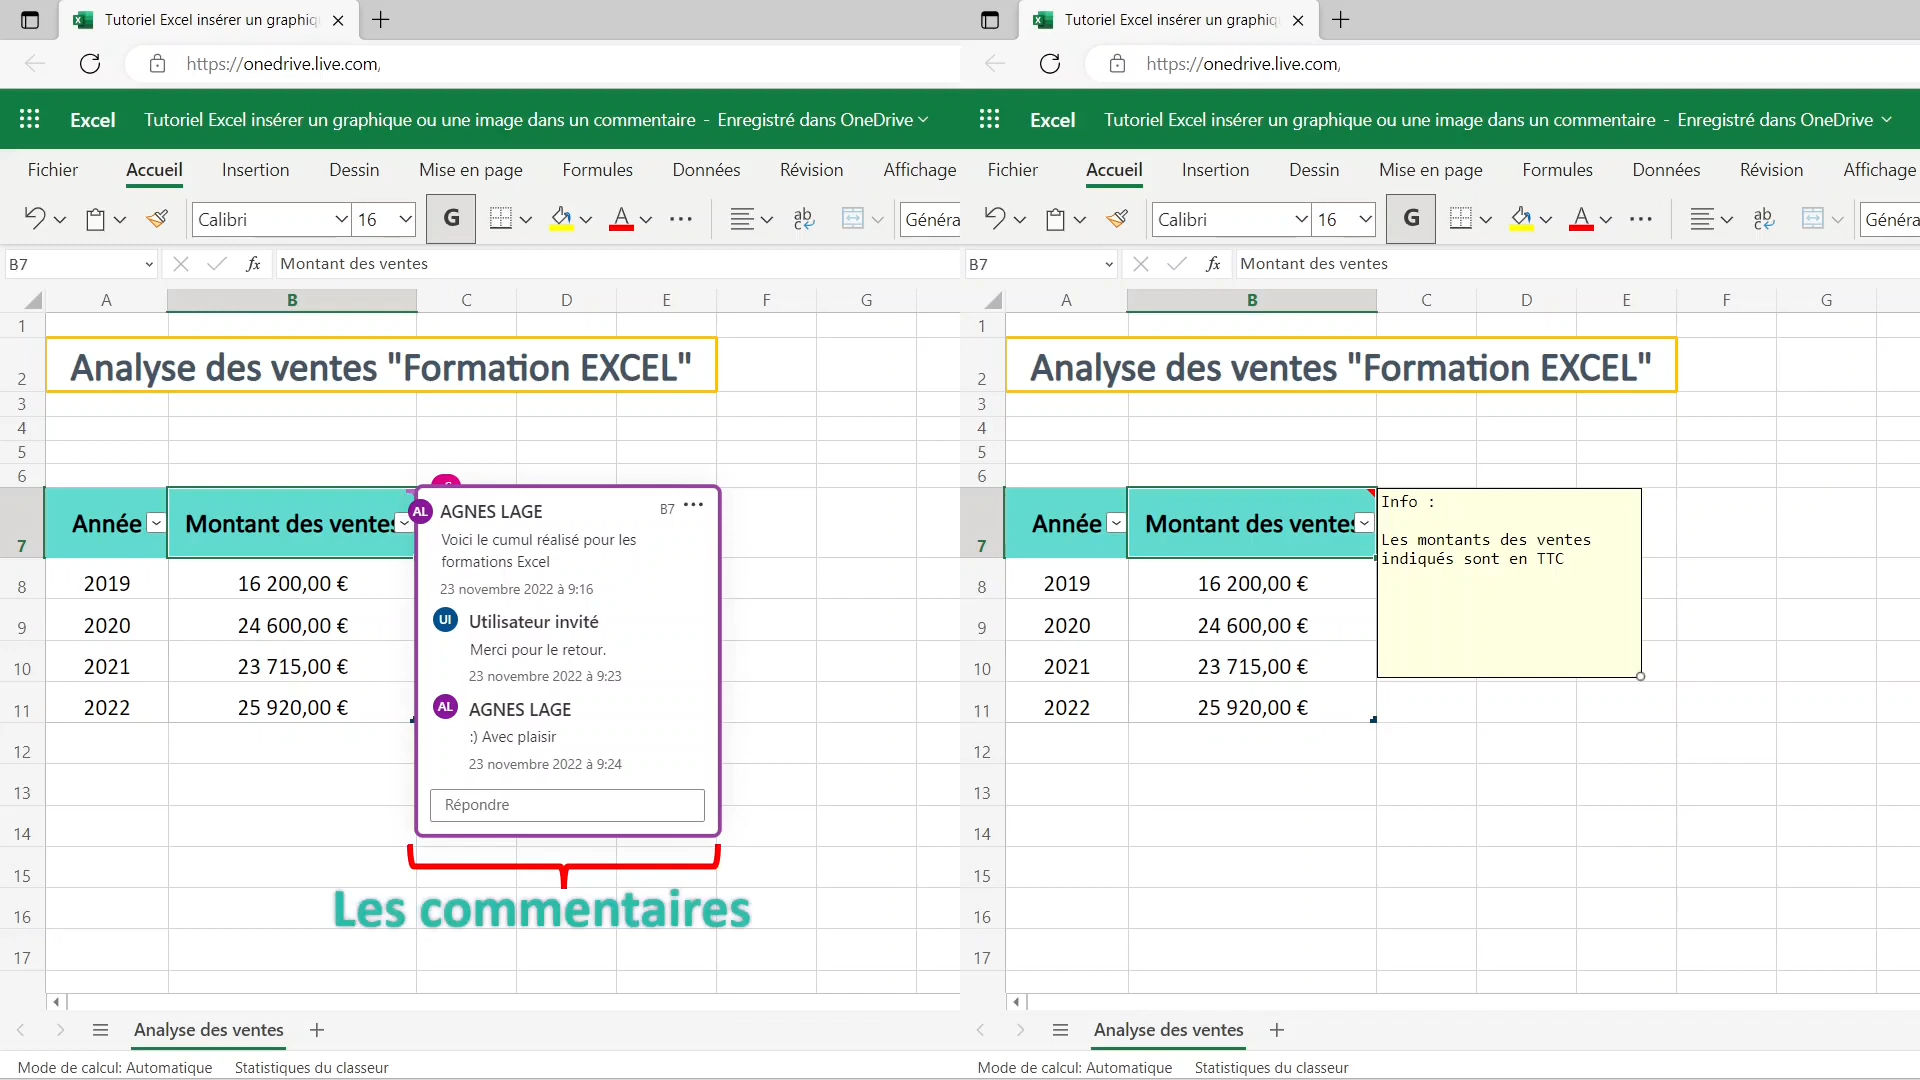 Tutoriel Excel insérer un graphiq
https://onedrive.live.com,
Excel Tutoriel Excel insérer un graphique ou une image dans un commentaire - Enregistré dans OneDrive
Fichier Accueil Insertion Dessin Mise en page Formules Données Révision Affichage
Calibri 16 G A ab Généra
B7 fx Montant des ventes
A B C D E F G
1
2 Analyse des ventes "Formation EXCEL"
3
4
5
6
7 Année Montant des ventes
8 2019 16 200,00 €
9 2020 24 600,00 €
10 2021 23 715,00 €
11 2022 25 920,00 €
12
13
14
15
16
17
AL AGNES LAGE B7 ...
Voici le cumul réalisé pour les
formations Excel
23 novembre 2022 à 9:16
UI Utilisateur invité
Merci pour le retour.
23 novembre 2022 à 9:23
AL AGNES LAGE
:) Avec plaisir
23 novembre 2022 à 9:24
Répondre
Les commentaires
Analyse des ventes
Mode de calcul: Automatique Statistiques du classeur
Tutoriel Excel insérer un graphiq
https://onedrive.live.com,
Excel Tutoriel Excel insérer un graphique ou une image dans un commentaire - Enregistré dans OneDrive
Fichier Accueil Insertion Dessin Mise en page Formules Données Révision Affichage
Calibri 16 G A ab Généra
B7 fx Montant des ventes
A B C D E F G
1
2 Analyse des ventes "Formation EXCEL"
3
4
5
6
7 Année Montant des ventes
8 2019 16 200,00 €
9 2020 24 600,00 €
10 2021 23 715,00 €
11 2022 25 920,00 €
12
13
14
15
16
17
Info :
Les montants des ventes
indiqués sont en TTC
Analyse des ventes
Mode de calcul: Automatique Statistiques du classeur